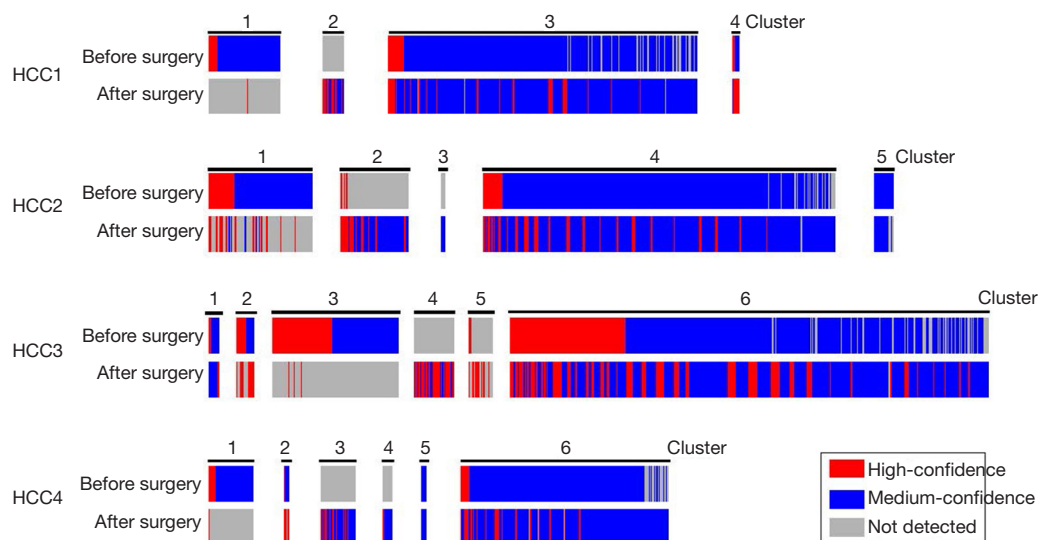 1 2 3 4 Cluster
HCC1
Before surgery
After surgery
1 2 3 4 5 Cluster
HCC2
Before surgery
After surgery
1 2 3 4 5 6 Cluster
HCC3
Before surgery
After surgery
1 2 3 4 5 6 Cluster
HCC4
Before surgery
After surgery
High-confidence
Medium-confidence
Not detected